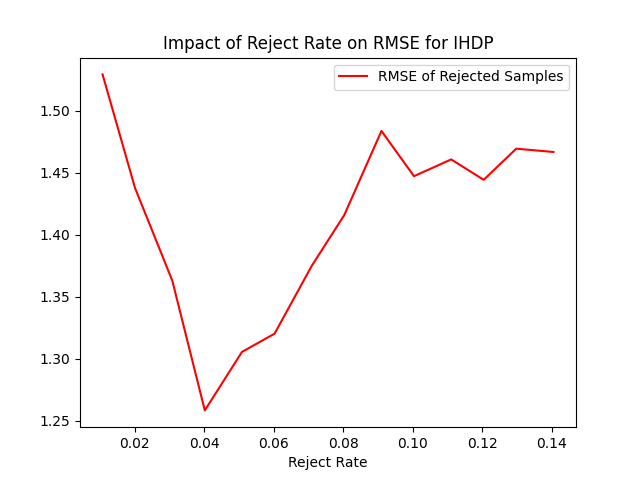 Impact of Reject Rate on RMSE for IHDP
RMSE of Rejected Samples
1.50
1.45
1.40
1.35
1.30
1.25
0.02 0.04 0.06 0.08 0.10 0.12 0.14
Reject Rate